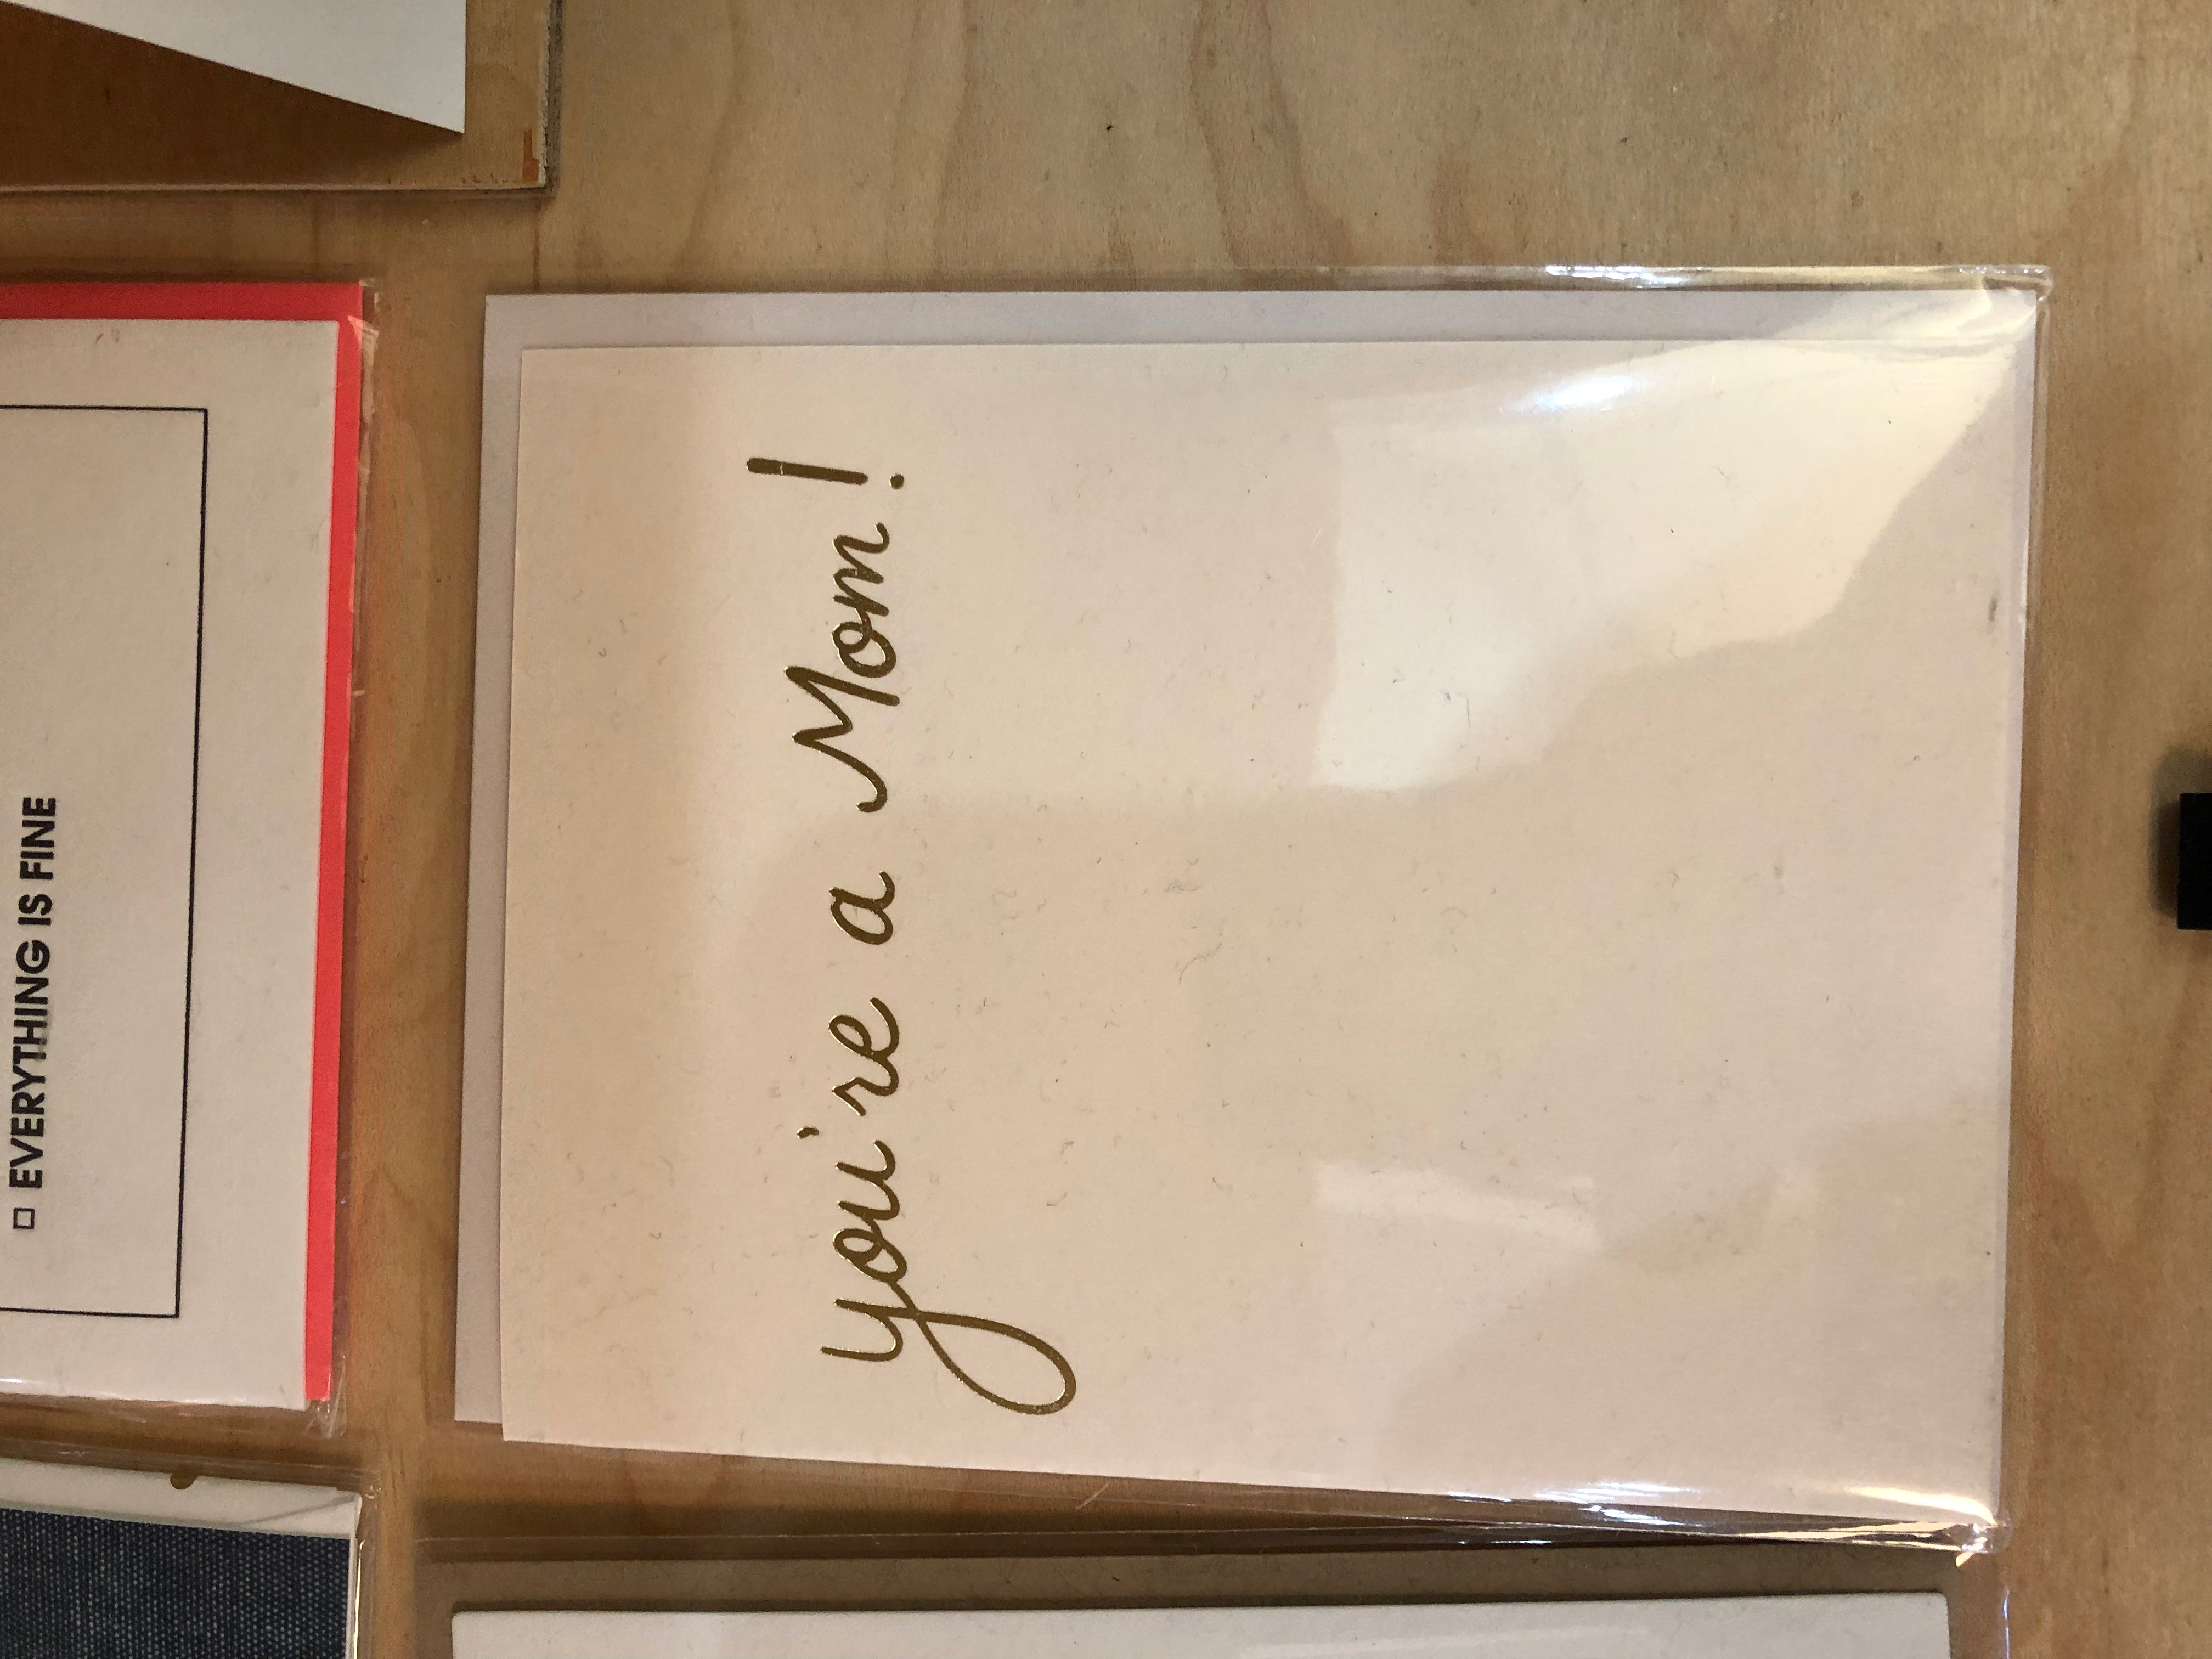 you're a Mom!
☐ EVERYTHING IS FINE